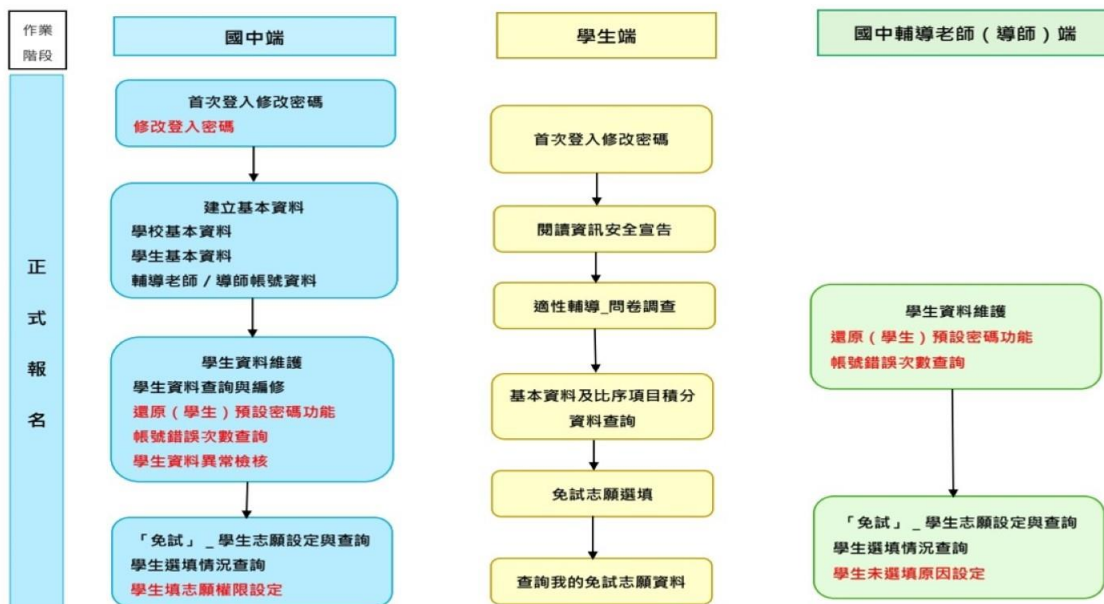 作業
階段
國中端
學生端
國中輔導老師（導師）端
正
式
報
名
首次登入修改密碼
修改登入密碼
建立基本資料
學校基本資料
學生基本資料
輔導老師 / 導師帳號資料
學生資料維護
學生資料查詢與編修
還原（學生）預設密碼功能
帳號錯誤次數查詢
學生資料異常檢核
「免試」_ 學生志願設定與查詢
學生選填情況查詢
學生填志願權限設定
首次登入修改密碼
閱讀資訊安全宣告
適性輔導_問卷調查
基本資料及比序項目積分
資料查詢
免試志願選填
查詢我的免試志願資料
學生資料維護
還原（學生）預設密碼功能
帳號錯誤次數查詢
「免試」_ 學生志願設定與查詢
學生選填情況查詢
學生未選填原因設定